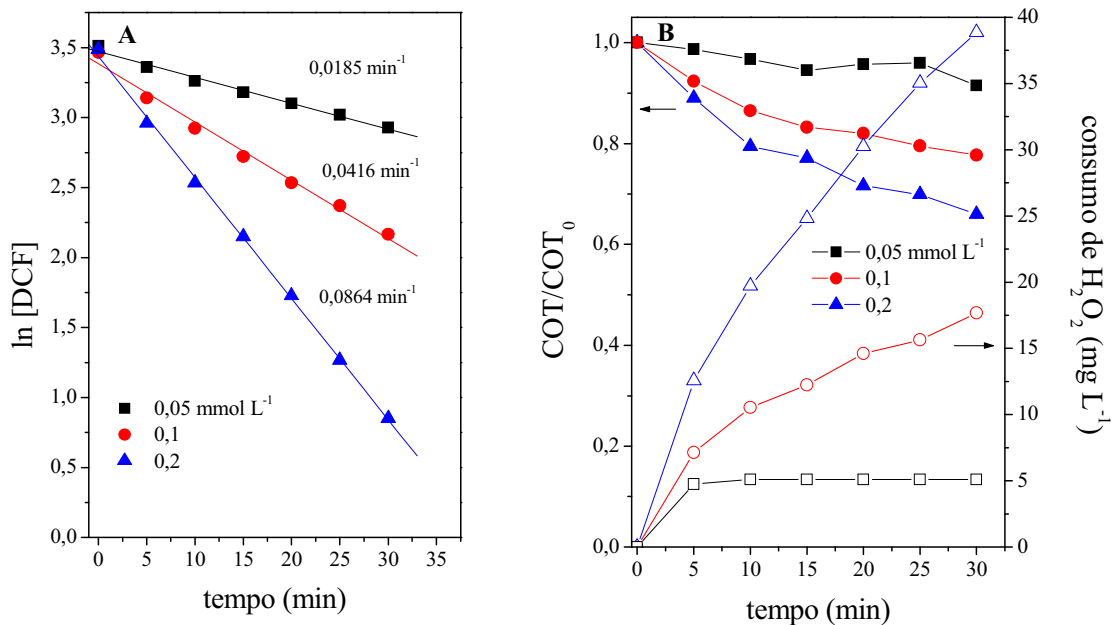 A
3,5
3,0
2,5
2,0
1,5
1,0
0,5
0,0
ln [DCF]
0,0185 min⁻¹
0,0416 min⁻¹
0,0864 min⁻¹
0,05 mmol L⁻¹
0,1
0,2
0 5 10 15 20 25 30 35
tempo (min)
B
1,0
0,8
0,6
0,4
0,2
0,0
COT/COT₀
0,05 mmol L⁻¹
0,1
0,2
40
35
30
25
20
15
10
5
0
consumo de H₂O₂ (mg L⁻¹)
0 5 10 15 20 25 30
tempo (min)